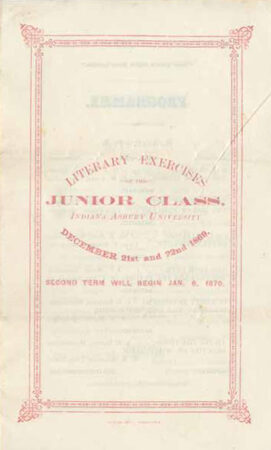 LITERARY EXERCISES
OF THE
JUNIOR CLASS,
INDIANA ASBURY UNIVERSITY
DECEMBER 21st and 22nd 1869.
SECOND TERM WILL BEGIN JAN. 6, 1870.
PROGRAMME.